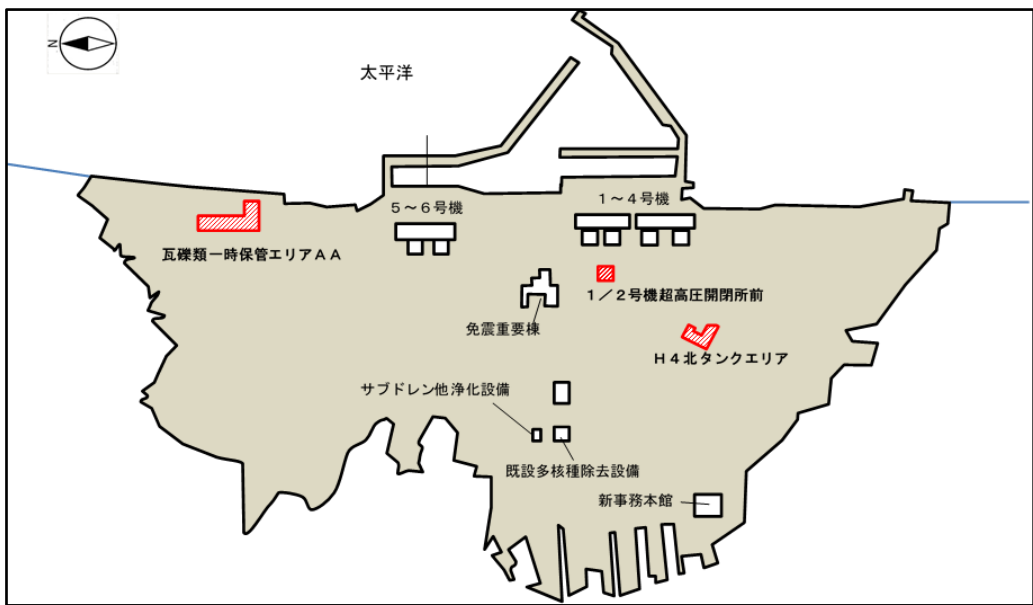 N
太平洋
5～6号機
1～4号機
瓦礫類一時保管エリアAA
1／2号機超高圧開閉所前
免震重要棟
H4北タンクエリア
サブドレン他浄化設備
既設多核種除去設備
新事務本館